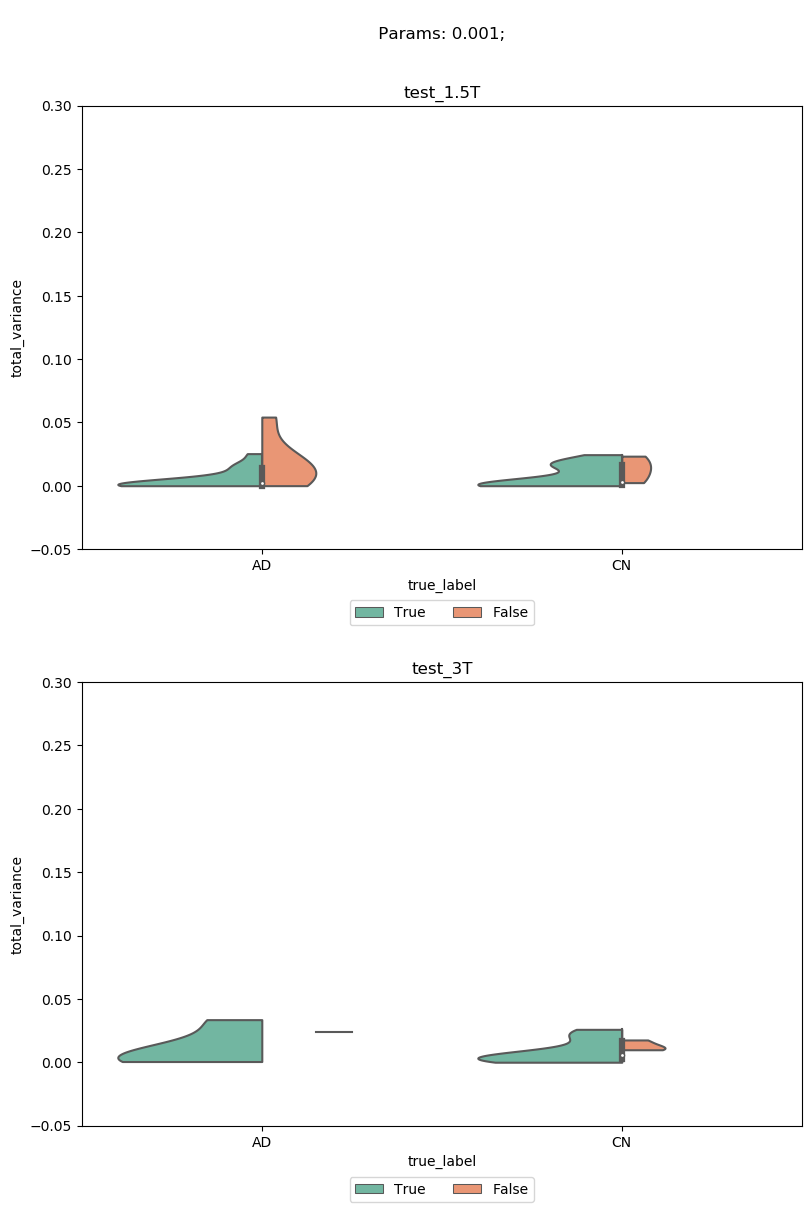 Params: 0.001;
test_1.5T
0.30
0.25
0.20
0.15
0.10
0.05
0.00
−0.05
total_variance
AD CN
true_label
True False
test_3T
0.30
0.25
0.20
0.15
0.10
0.05
0.00
−0.05
total_variance
AD CN
true_label
True False